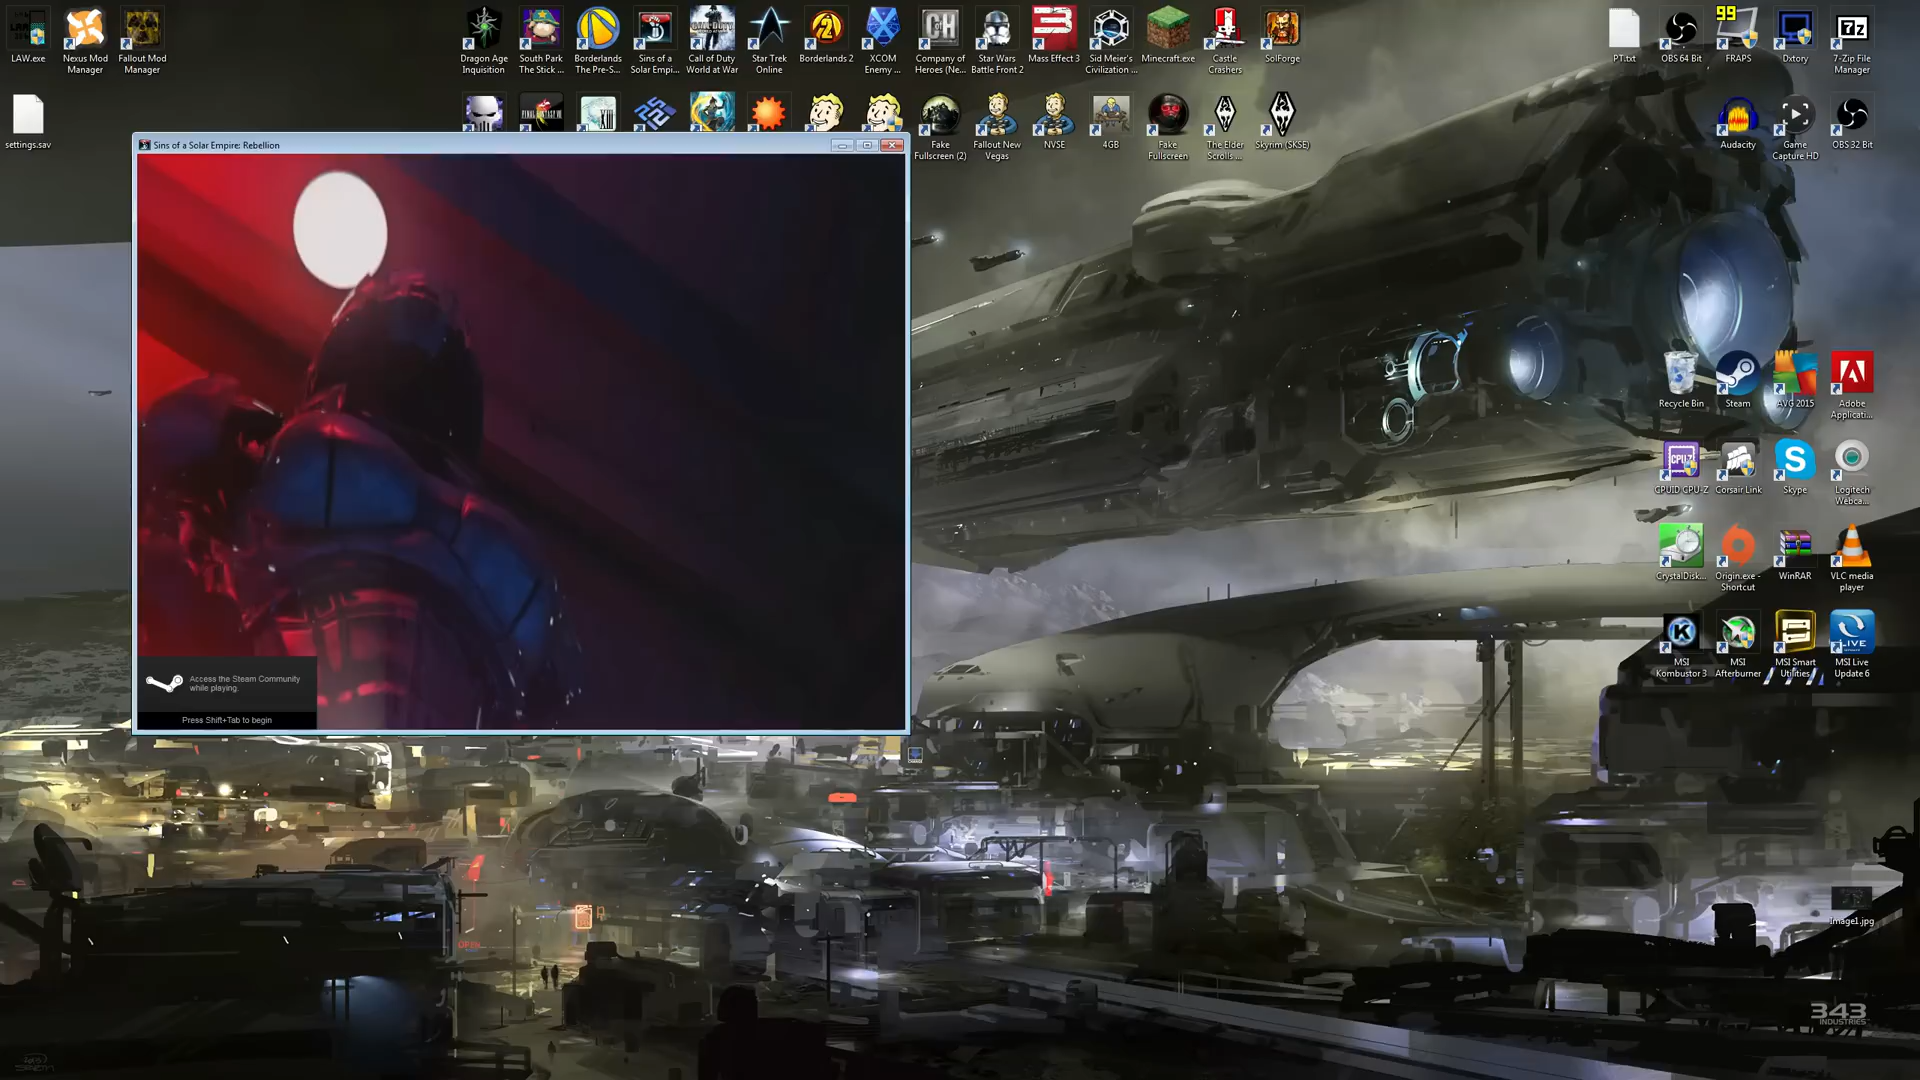 LAW.exe
Nexus Mod
Manager
Fallout Mod
Manager
Dragon Age
Inquisition
South Park
The Stick ...
Borderlands
The Pre-S...
Sins of a
Solar Empi...
Call of Duty
World at War
Star Trek
Online
Borderlands 2
XCOM
Enemy ...
Company of
Heroes (Ne...
Star Wars
Battle Front 2
Mass Effect 3
Sid Meier's
Civilization ...
Minecraft.exe
Castle
Crashers
SolForge
PT.txt
OBS 64 Bit
99
FRAPS
Dxtory
7-Zip File
Manager
settings.sav
Fake
Fullscreen (2)
Fallout New
Vegas
NVSE
4GB
Fake
Fullscreen
The Elder
Scrolls ...
Skyrim (SKSE)
Audacity
Game
Capture HD
OBS 32 Bit
Sins of a Solar Empire: Rebellion
Recycle Bin
Steam
AVG 2015
Adobe
Applicati...
CPUID CPU-Z
Corsair Link
Skype
Logitech
Webca...
CrystalDisk...
Origin.exe -
Shortcut
WinRAR
VLC media
player
MSI
Kombustor 3
MSI
Afterburner
MSI Smart
Utilities
MSI Live
Update 6
Access the Steam Community
while playing.
Press Shift+Tab to begin
Image1.jpg
OPEN
343
INDUSTRIES